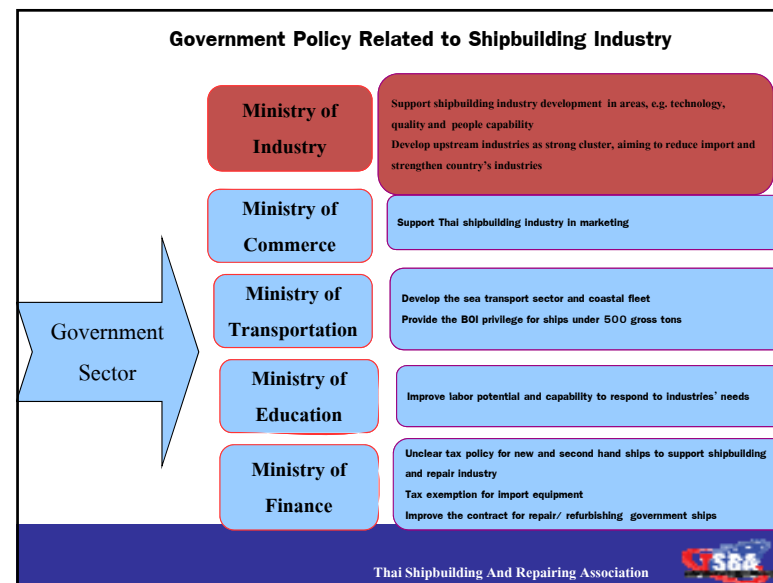 Government Policy Related to Shipbuilding Industry
Ministry of
Industry
Support shipbuilding industry development in areas, e.g. technology,
quality and people capability
Develop upstream industries as strong cluster, aiming to reduce import and
strengthen country's industries
Ministry of
Commerce
Support Thai shipbuilding industry in marketing
Ministry of
Transportation
Develop the sea transport sector and coastal fleet
Provide the BOI privilege for ships under 500 gross tons
Government
Sector
Ministry of
Education
Improve labor potential and capability to respond to industries' needs
Ministry of
Finance
Unclear tax policy for new and second hand ships to support shipbuilding
and repair industry
Tax exemption for import equipment
Improve the contract for repair/ refurbishing government ships
Thai Shipbuilding And Repairing Association